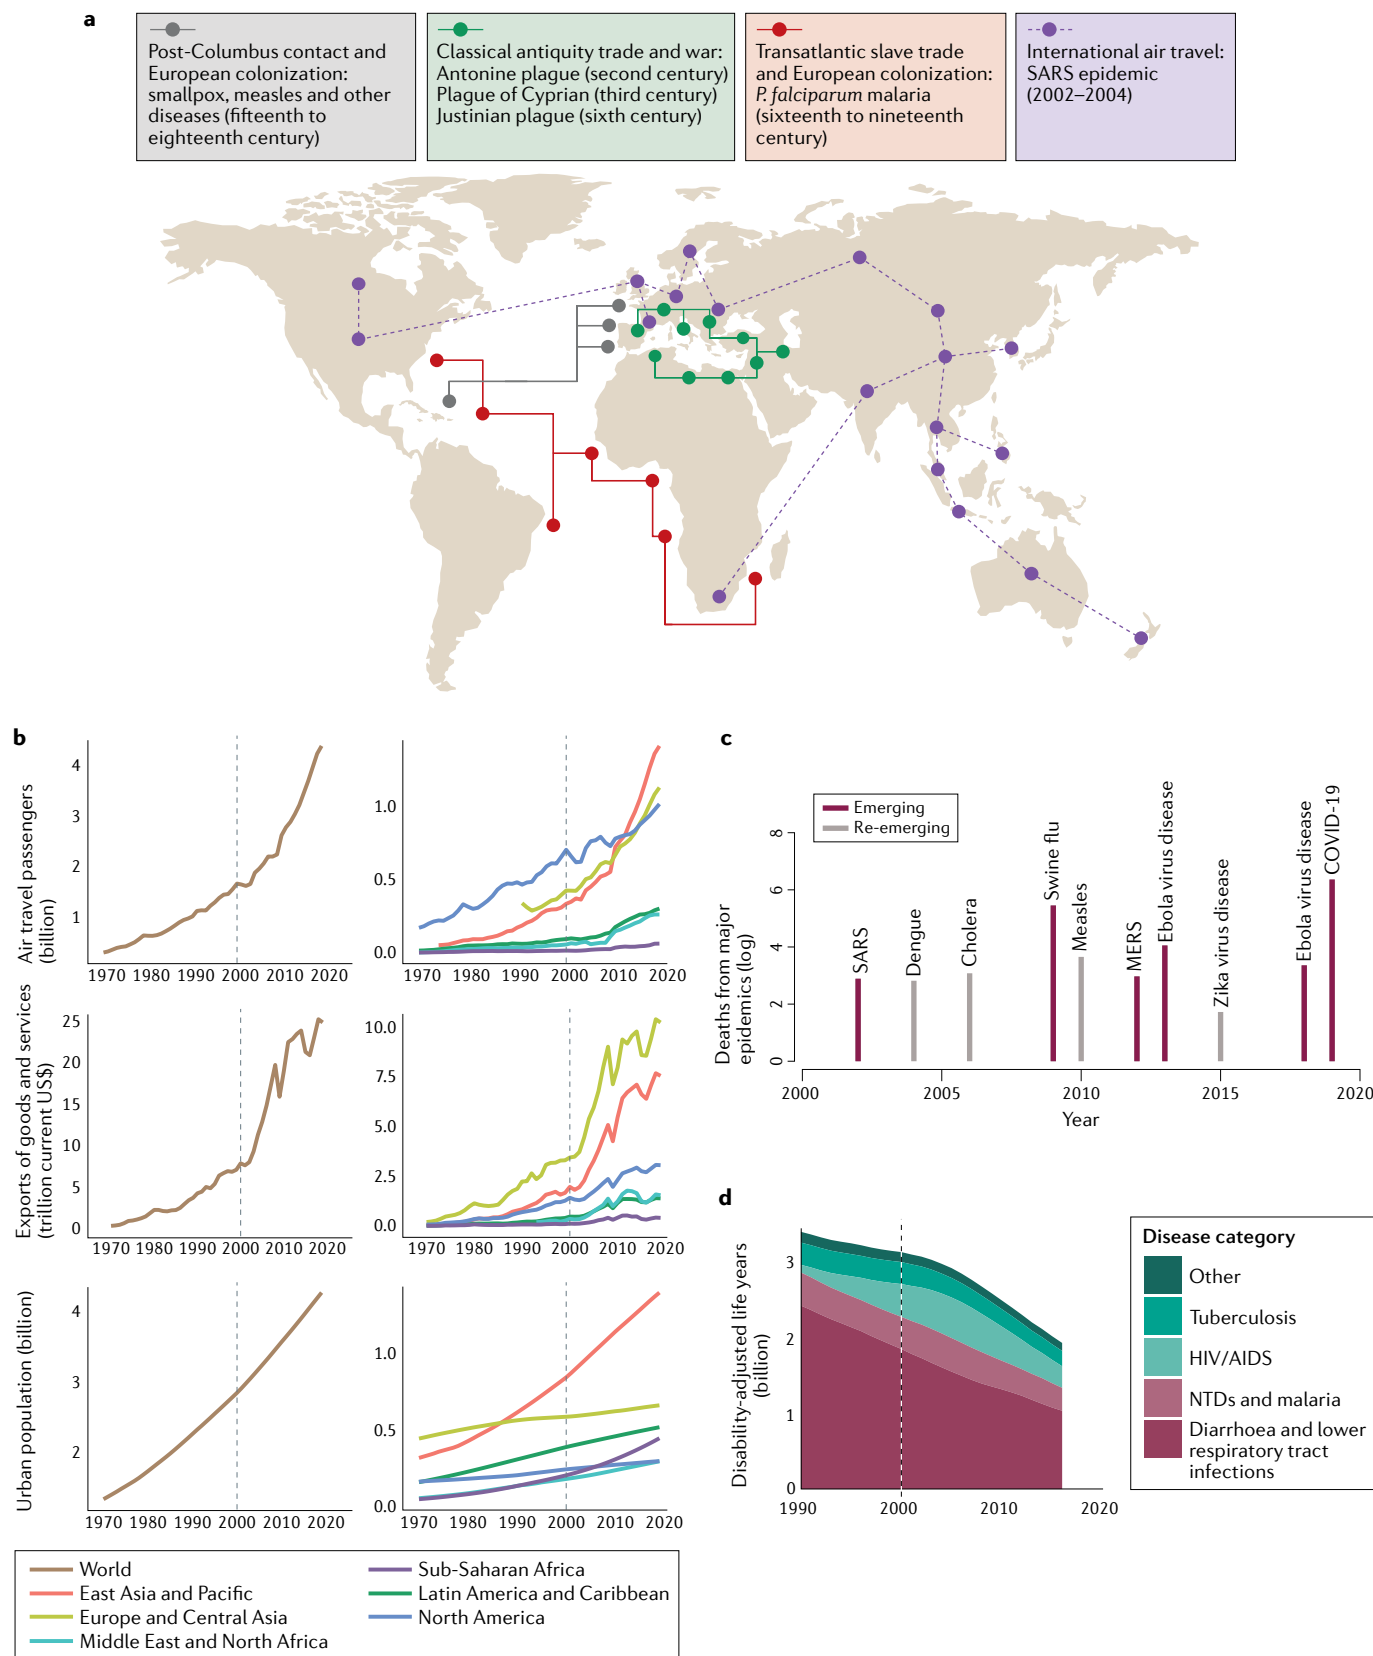 a
Post-Columbus contact and
European colonization:
smallpox, measles and other
diseases (fifteenth to
eighteenth century)
Classical antiquity trade and war:
Antonine plague (second century)
Plague of Cyprian (third century)
Justinian plague (sixth century)
Transatlantic slave trade
and European colonization:
P. falciparum malaria
(sixteenth to nineteenth
century)
International air travel:
SARS epidemic
(2002–2004)
b
Air travel passengers
(billion)
4
3
2
1
1970 1980 1990 2000 2010 2020
1.0
0.5
0.0
1970 1980 1990 2000 2010 2020
Exports of goods and services
(trillion current US$)
25
20
15
10
5
0
1970 1980 1990 2000 2010 2020
10.0
7.5
5.0
2.5
0.0
1970 1980 1990 2000 2010 2020
Urban population (billion)
4
3
2
1970 1980 1990 2000 2010 2020
1.0
0.5
0.0
1970 1980 1990 2000 2010 2020
World
East Asia and Pacific
Europe and Central Asia
Middle East and North Africa
Sub-Saharan Africa
Latin America and Caribbean
North America
c
Emerging
Re-emerging
Deaths from major
epidemics (log)
8
6
4
2
0
SARS
Dengue
Cholera
Swine flu
Measles
MERS
Ebola virus disease
Zika virus disease
Ebola virus disease
COVID-19
2000 2005 2010 2015 2020
Year
d
Disability-adjusted life years
(billion)
3
2
1
0
1990 2000 2010 2020
Disease category
Other
Tuberculosis
HIV/AIDS
NTDs and malaria
Diarrhoea and lower
respiratory tract
infections